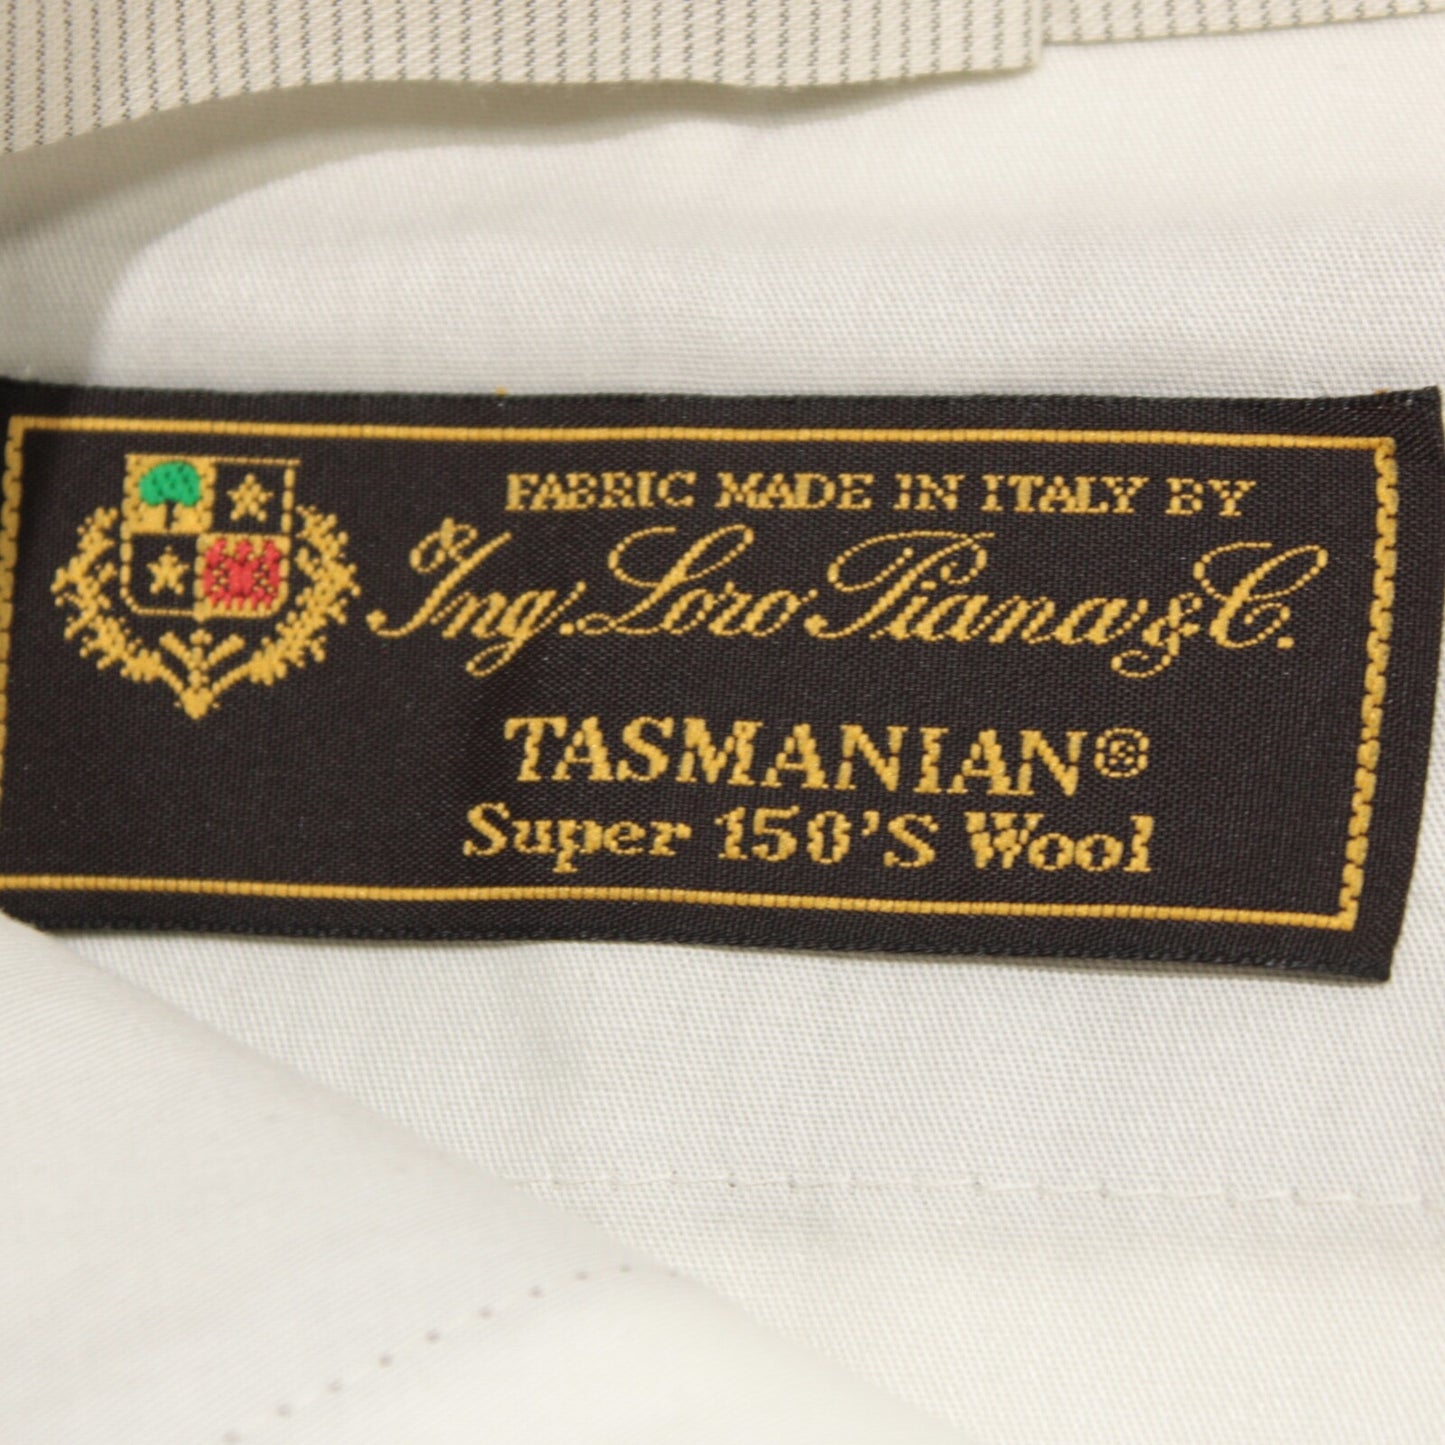 FABRIC MADE IN ITALY BY
Ing. Loro Piana & C.
TASMANIAN®
Super 150'S Wool